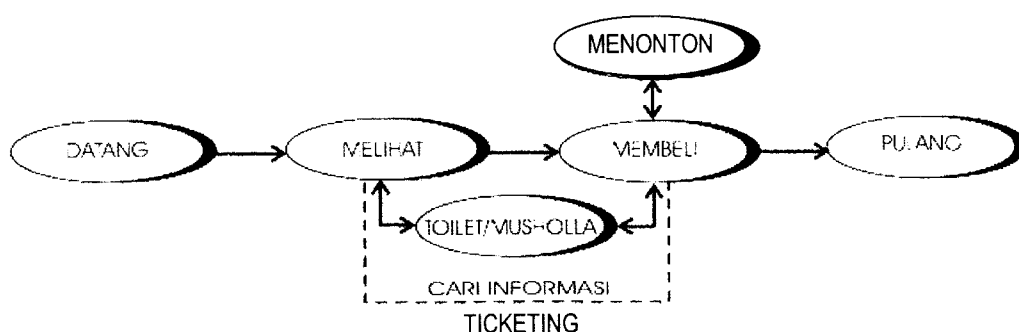 MENONTON
DATANG
MELIHAT
MEMBELI
PULANG
TOILET/MUSHOLLA
CARI INFORMASI
TICKETING